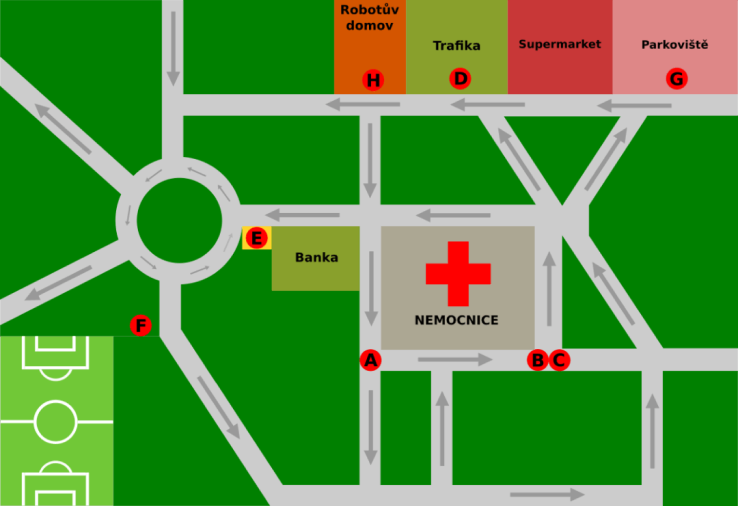 Robotův
domov
Trafika
Supermarket
Parkoviště
H
D
G
E
Banka
NEMOCNICE
F
A
B
C